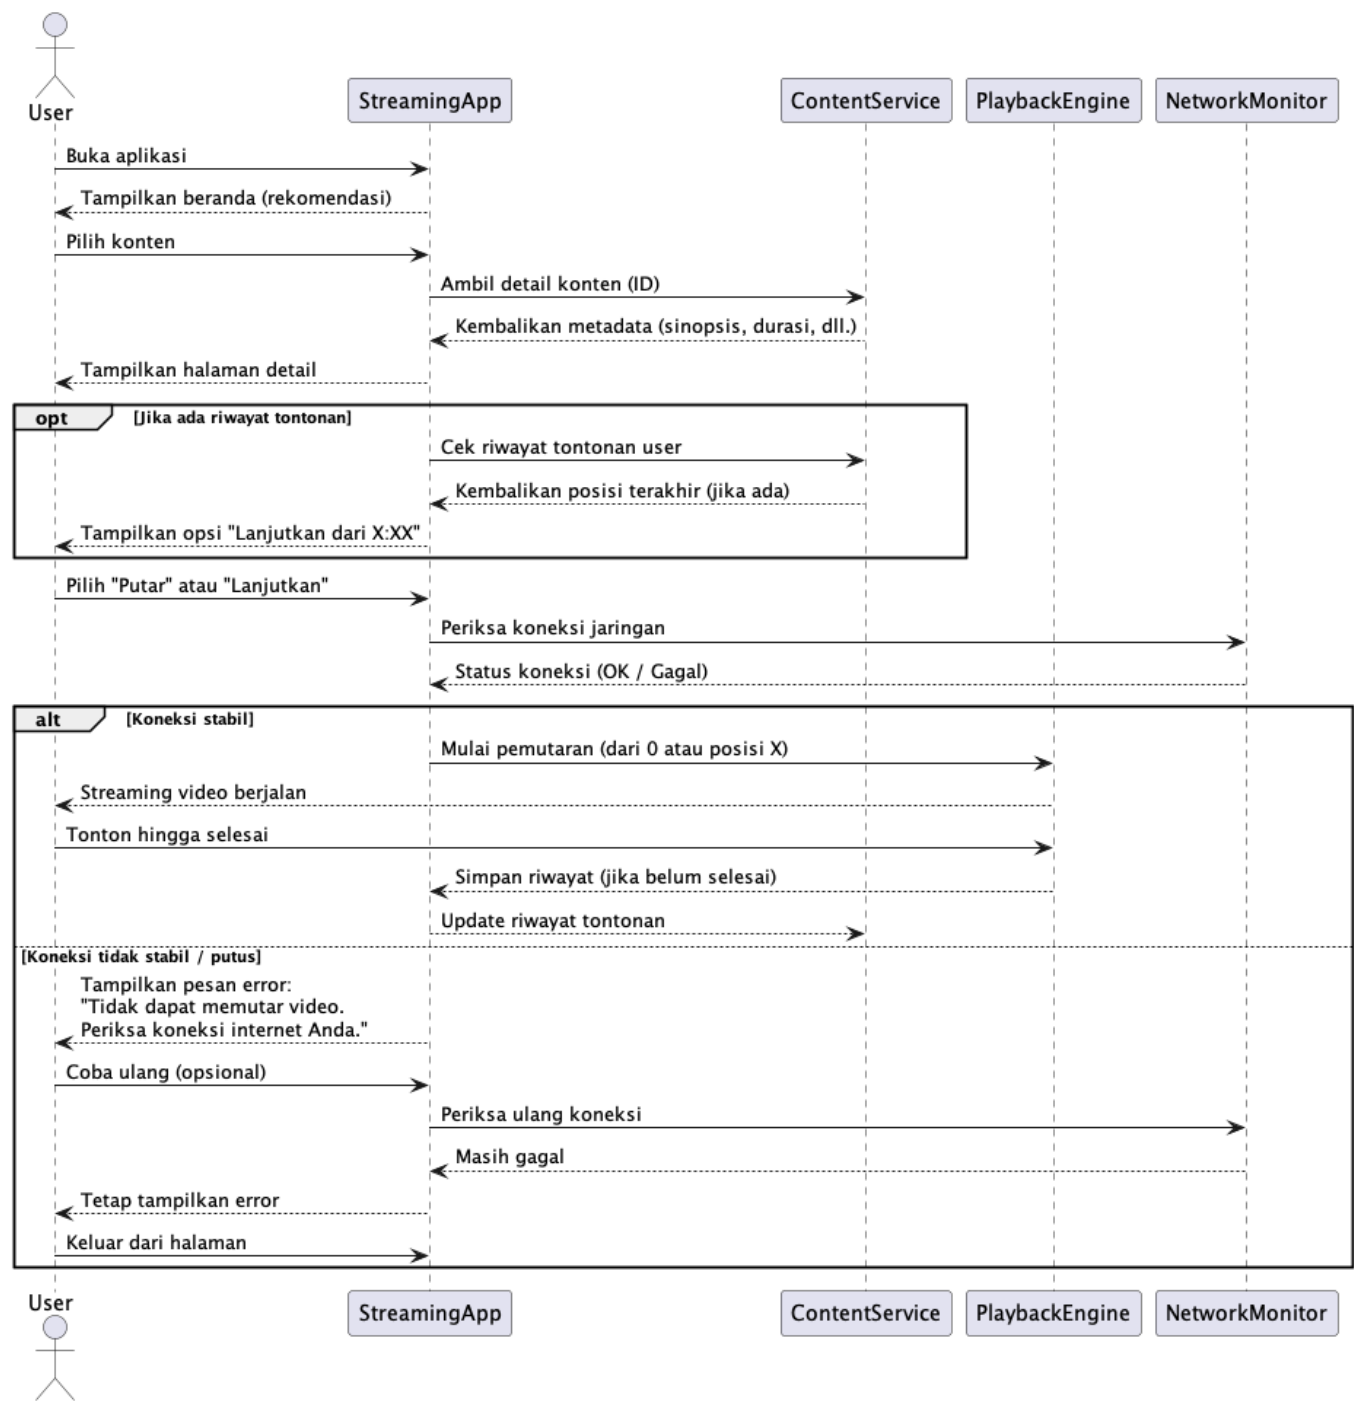 User
StreamingApp
ContentService
PlaybackEngine
NetworkMonitor
Buka aplikasi
Tampilkan beranda (rekomendasi)
Pilih konten
Ambil detail konten (ID)
Kembalikan metadata (sinopsis, durasi, dll.)
Tampilkan halaman detail
opt
[Jika ada riwayat tontonan]
Cek riwayat tontonan user
Kembalikan posisi terakhir (jika ada)
Tampilkan opsi "Lanjutkan dari X:XX"
Pilih "Putar" atau "Lanjutkan"
Periksa koneksi jaringan
Status koneksi (OK / Gagal)
alt
[Koneksi stabil]
Mulai pemutaran (dari 0 atau posisi X)
Streaming video berjalan
Tonton hingga selesai
Simpan riwayat (jika belum selesai)
Update riwayat tontonan
[Koneksi tidak stabil / putus]
Tampilkan pesan error:
"Tidak dapat memutar video.
Periksa koneksi internet Anda."
Coba ulang (opsional)
Periksa ulang koneksi
Masih gagal
Tetap tampilkan error
Keluar dari halaman
User
StreamingApp
ContentService
PlaybackEngine
NetworkMonitor